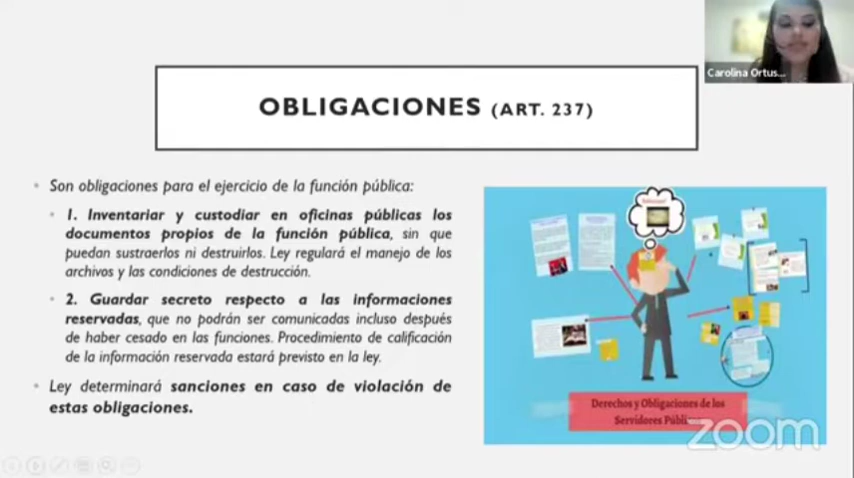 Carolina Ortus...
OBLIGACIONES (ART. 237)
• Son obligaciones para el ejercicio de la función pública:
• 1. Inventariar y custodiar en oficinas públicas los
documentos propios de la función pública, sin que
puedan sustraerlos ni destruirlos. Ley regulará el manejo de los
archivos y las condiciones de destrucción.
• 2. Guardar secreto respecto a las informaciones
reservadas, que no podrán ser comunicadas incluso después
de haber cesado en las funciones. Procedimiento de calificación
de la información reservada estará previsto en la ley.
• Ley determinará sanciones en caso de violación de
estas obligaciones.
Derechos y Obligaciones de los
Servidores
zoom